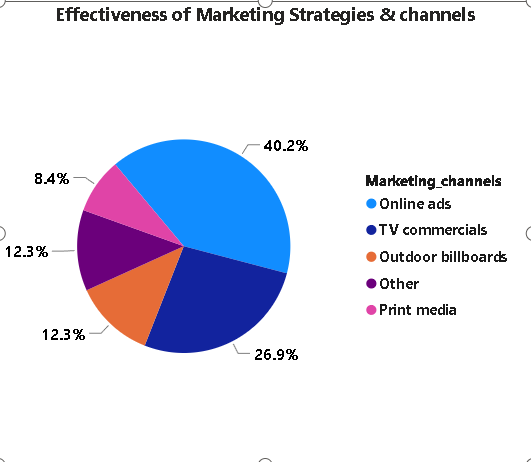 Effectiveness of Marketing Strategies & channels
40.2%
8.4%
12.3%
12.3%
26.9%
Marketing_channels
Online ads
TV commercials
Outdoor billboards
Other
Print media